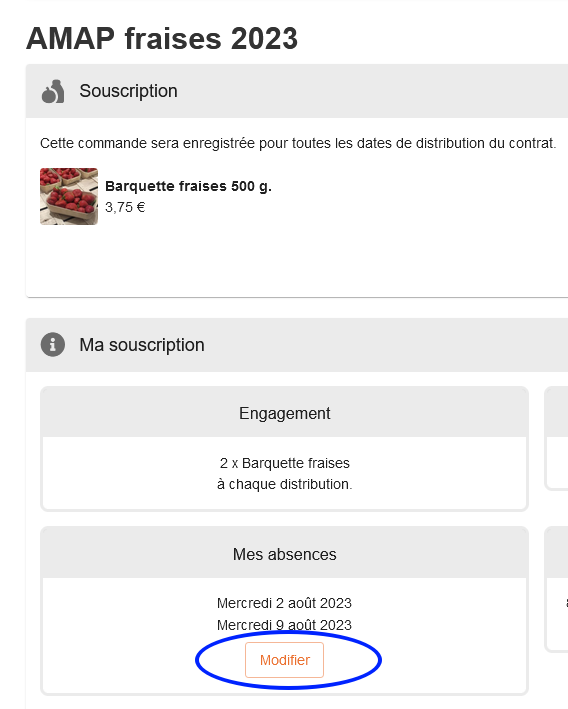 AMAP fraises 2023
Souscription
Cette commande sera enregistrée pour toutes les dates de distribution du contrat.
Barquette fraises 500 g.
3,75 €
Ma souscription
Engagement
2 x Barquette fraises
à chaque distribution.
Mes absences
Mercredi 2 août 2023
Mercredi 9 août 2023
Modifier